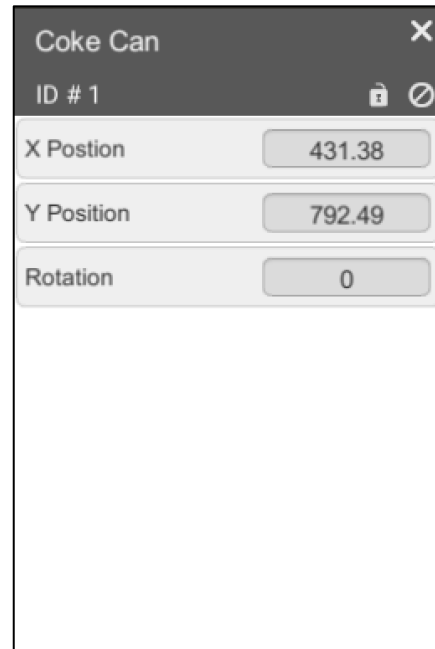 Coke Can
ID # 1
X Postion 431.38
Y Position 792.49
Rotation 0